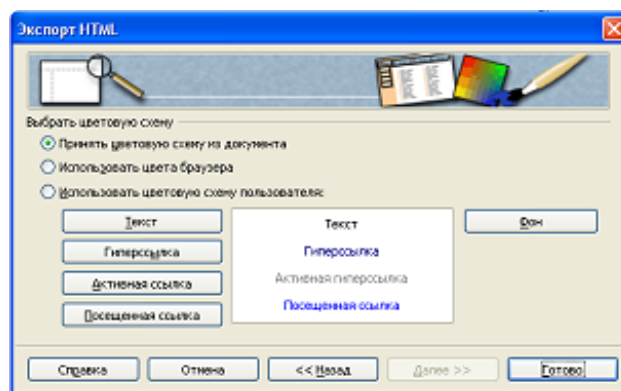 Экспорт HTML
Выбрать цветовую схему
Принять цветовую схему из документа
Использовать цвета браузера
Использовать цветовую схему пользователя:
Текст
Гиперссылка
Активная ссылка
Посещенная ссылка
Текст
Гиперссылка
Активная гиперссылка
Посещенная ссылка
Фон
Справка
Отмена
<< Назад
Далее >>
Готово